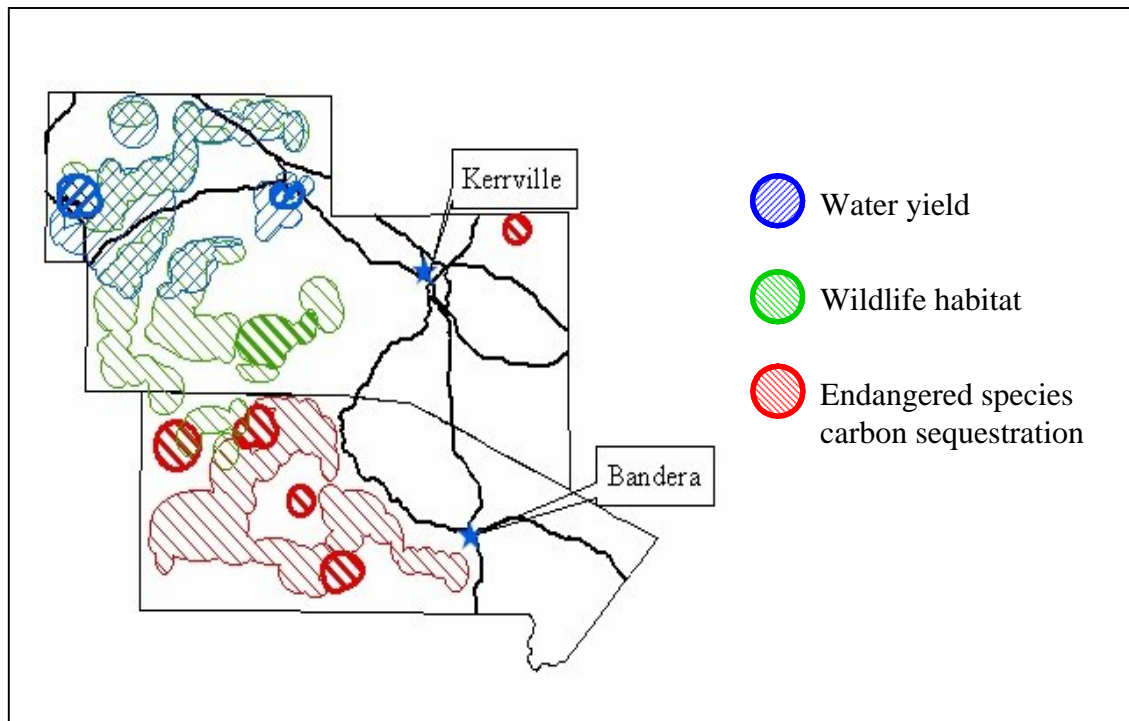 Kerrville
Water yield
Wildlife habitat
Endangered species
carbon sequestration
Bandera